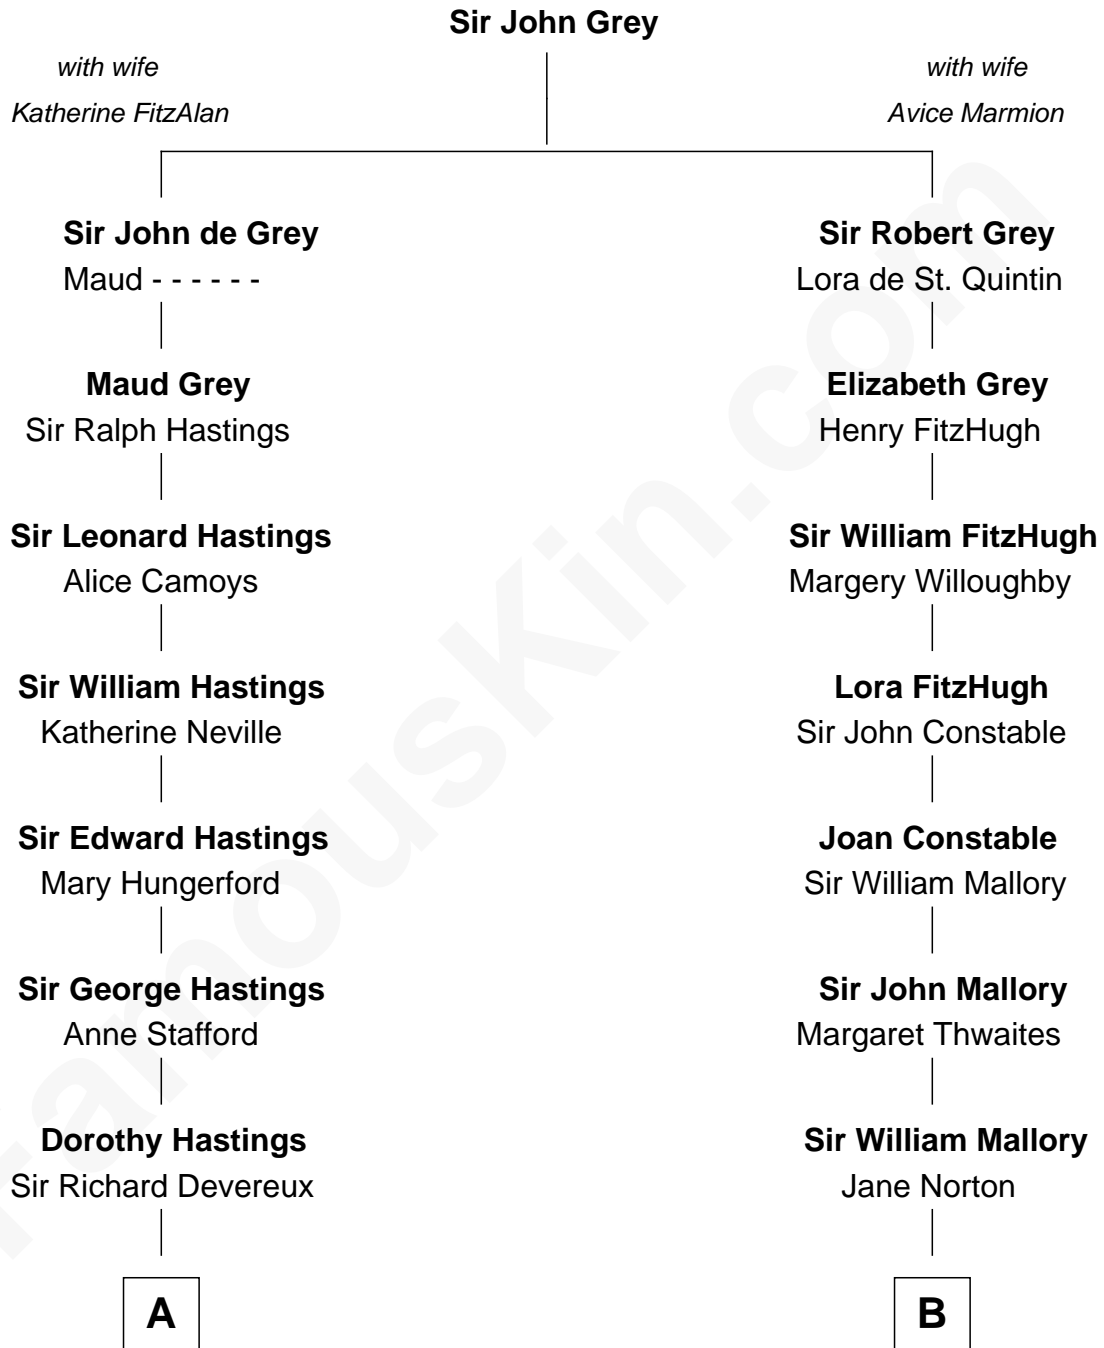 Sir John Grey
with wife
Katherine FitzAlan
with wife
Avice Marmion
Sir John de Grey
Maud - - - - - -
Sir Robert Grey
Lora de St. Quintin
Maud Grey
Sir Ralph Hastings
Elizabeth Grey
Henry FitzHugh
Sir Leonard Hastings
Alice Camoys
Sir William FitzHugh
Margery Willoughby
Sir William Hastings
Katherine Neville
Lora FitzHugh
Sir John Constable
Sir Edward Hastings
Mary Hungerford
Joan Constable
Sir William Mallory
Sir George Hastings
Anne Stafford
Sir John Mallory
Margaret Thwaites
Dorothy Hastings
Sir Richard Devereux
Sir William Mallory
Jane Norton
A
B
FamousKin.com